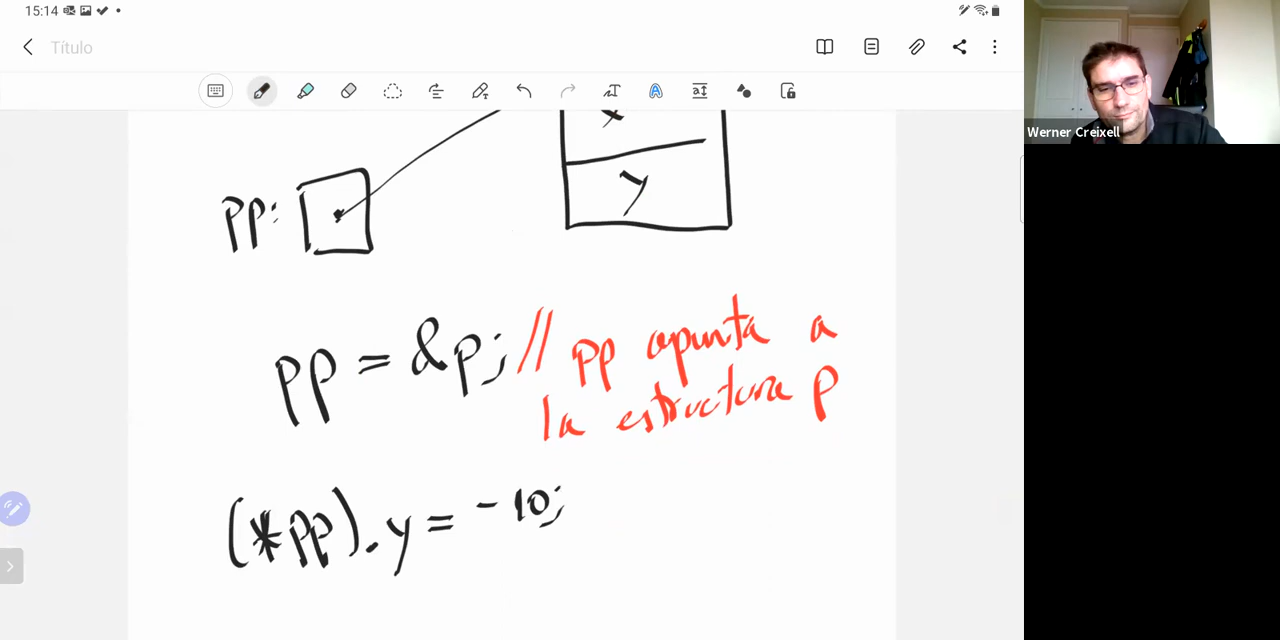 15:14
Título
Werner Creixell
x
y
pp:
pp = &p; // pp apunta a
la estructura p
(*pp).y = -10;